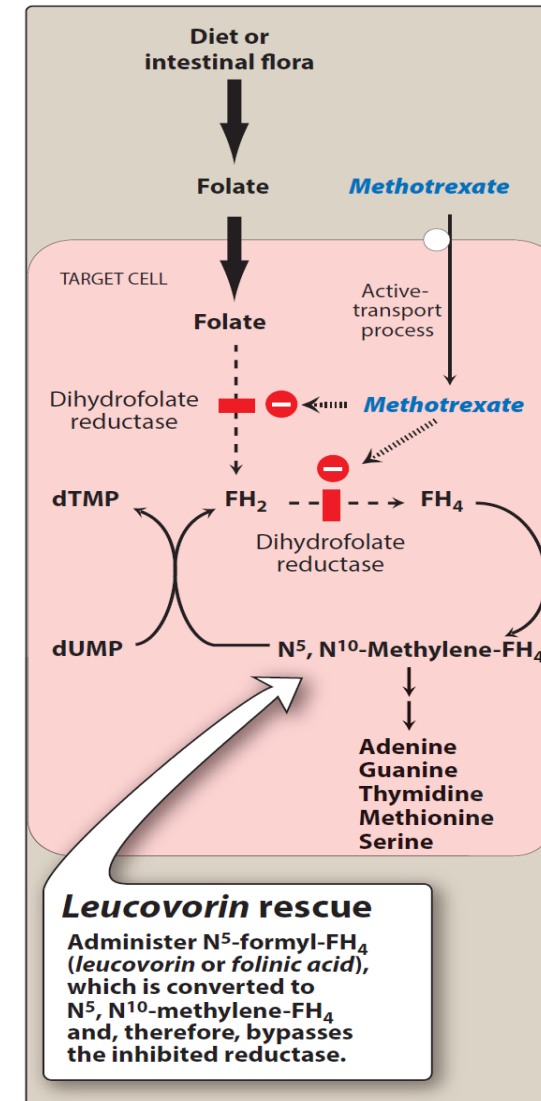 Diet or
intestinal flora
Folate
Methotrexate
TARGET CELL
Active-
transport
process
Folate
Dihydrofolate
reductase
Methotrexate
dTMP
FH₂
FH₄
Dihydrofolate
reductase
dUMP
N⁵, N¹⁰-Methylene-FH₄
Adenine
Guanine
Thymidine
Methionine
Serine
Leucovorin rescue
Administer N⁵-formyl-FH₄
(leucovorin or folinic acid),
which is converted to
N⁵, N¹⁰-methylene-FH₄
and, therefore, bypasses
the inhibited reductase.